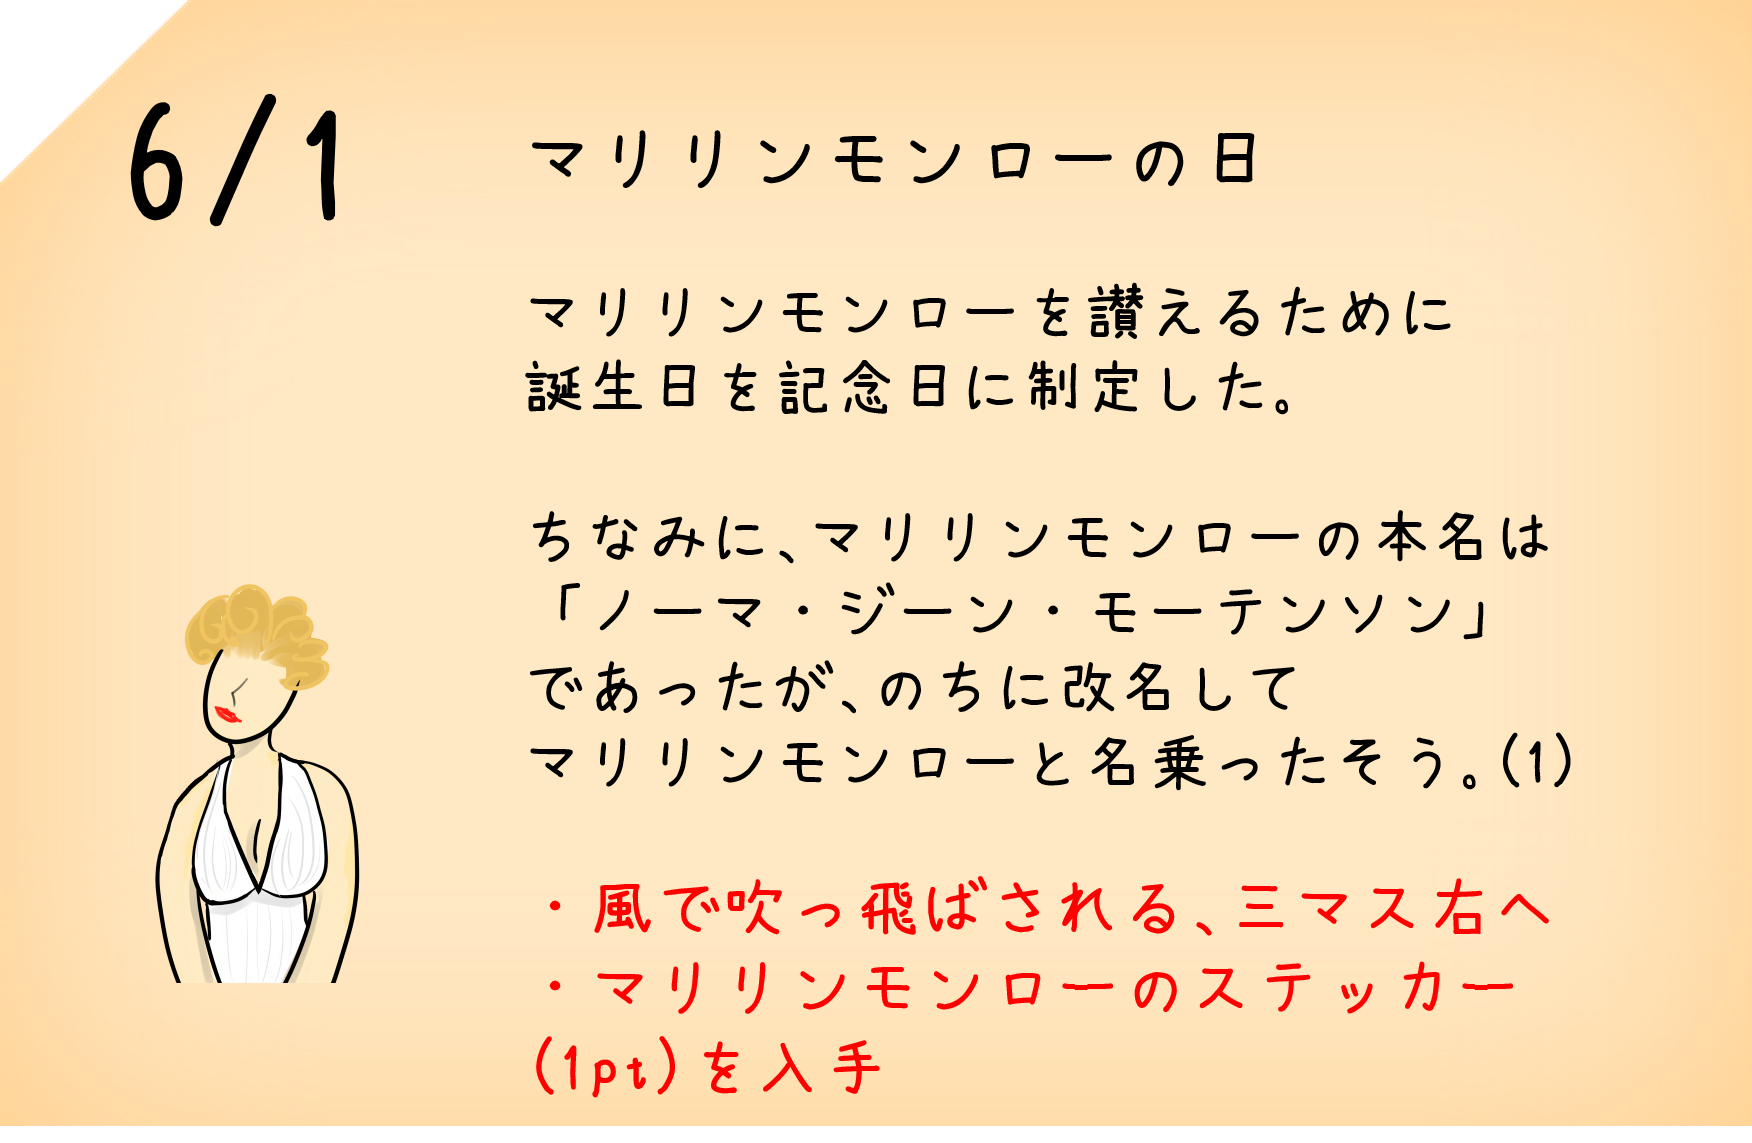 6/1
マリリンモンローの日
マリリンモンローを讃えるために
誕生日を記念日に制定した。
ちなみに、マリリンモンローの本名は
「ノーマ・ジーン・モーテンソン」
であったが、のちに改名して
マリリンモンローと名乗ったそう。(1)
・風で吹っ飛ばされる、三マス右へ
・マリリンモンローのステッカー
(1pt)を入手